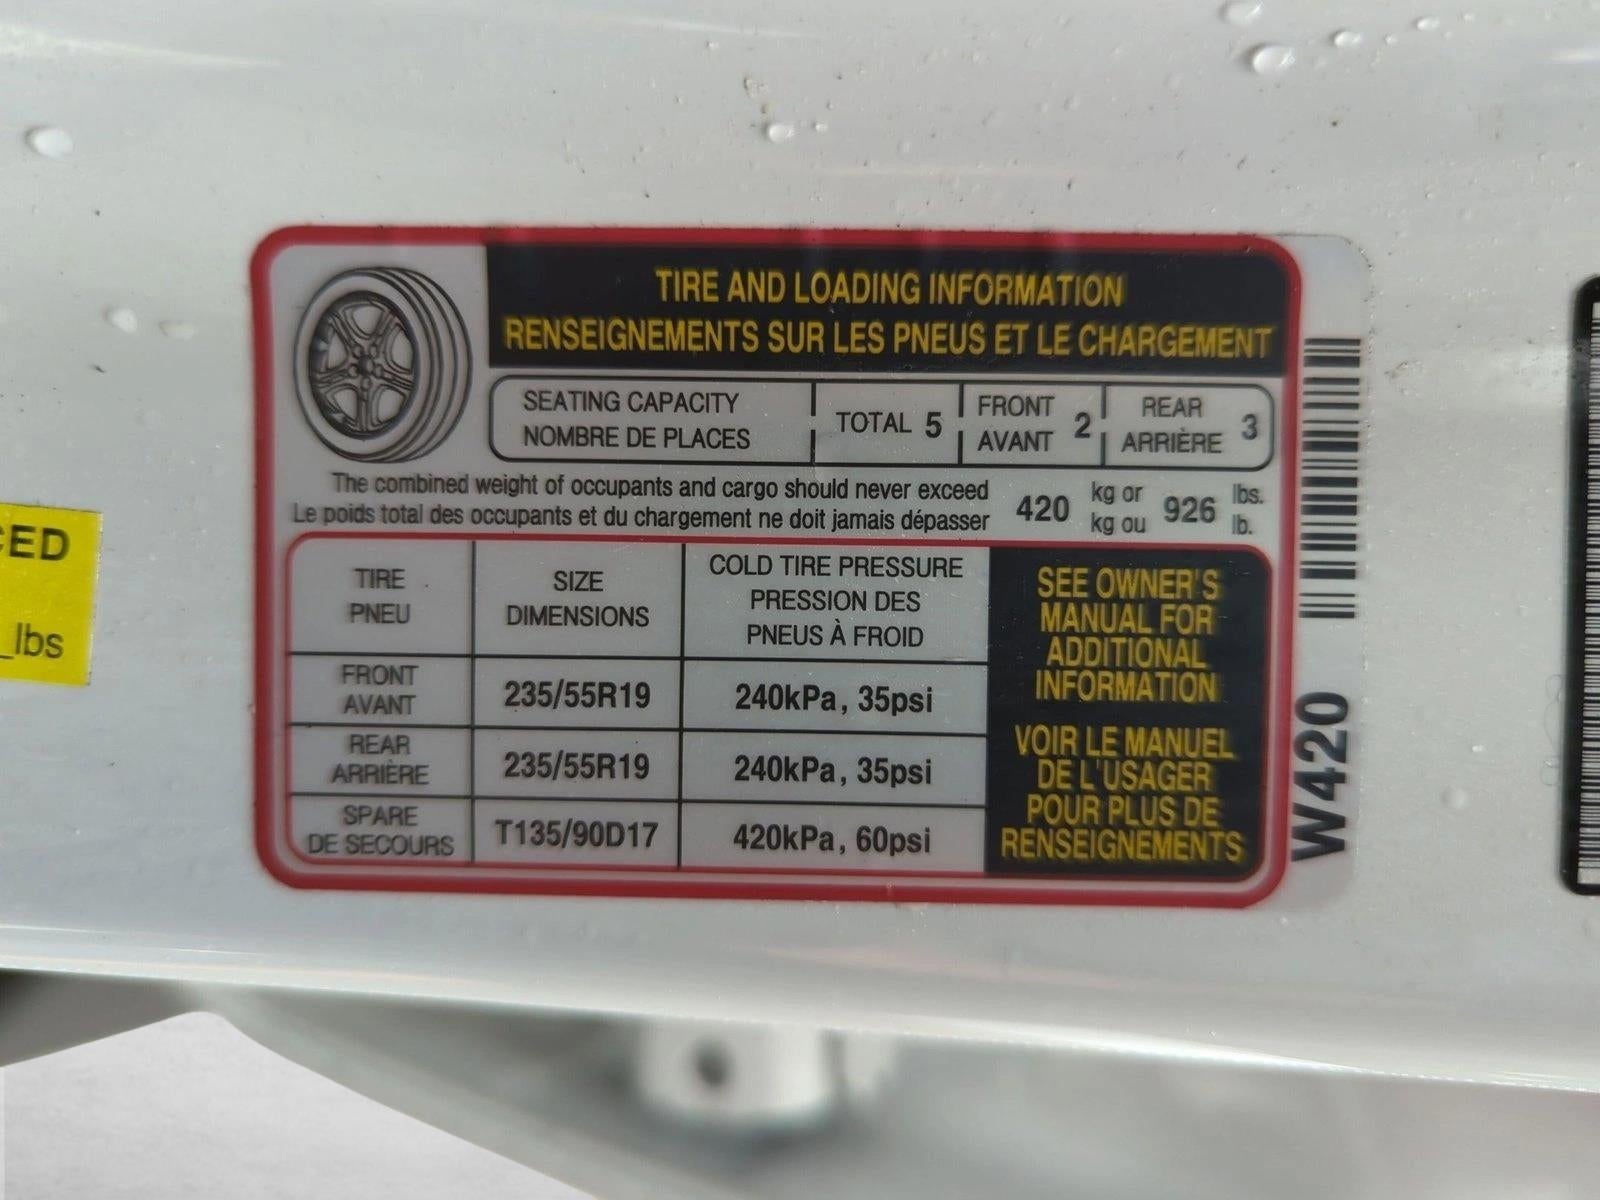 TIRE AND LOADING INFORMATION
RENSEIGNEMENTS SUR LES PNEUS ET LE CHARGEMENT
SEATING CAPACITY
NOMBRE DE PLACES
TOTAL 5
FRONT
AVANT
2
REAR
ARRIÈRE
3
The combined weight of occupants and cargo should never exceed 420 kg or 926 lbs.
Le poids total des occupants et du chargement ne doit jamais dépasser kg ou lb.
TIRE
PNEU
SIZE
DIMENSIONS
COLD TIRE PRESSURE
PRESSION DES
PNEUS À FROID
FRONT
AVANT
235/55R19
240kPa, 35psi
REAR
ARRIÈRE
235/55R19
240kPa, 35psi
SPARE
DE SECOURS
T135/90D17
420kPa, 60psi
SEE OWNER'S
MANUAL FOR
ADDITIONAL
INFORMATION
VOIR LE MANUEL
DE L'USAGER
POUR PLUS DE
RENSEIGNEMENTS
W420
CED
_lbs